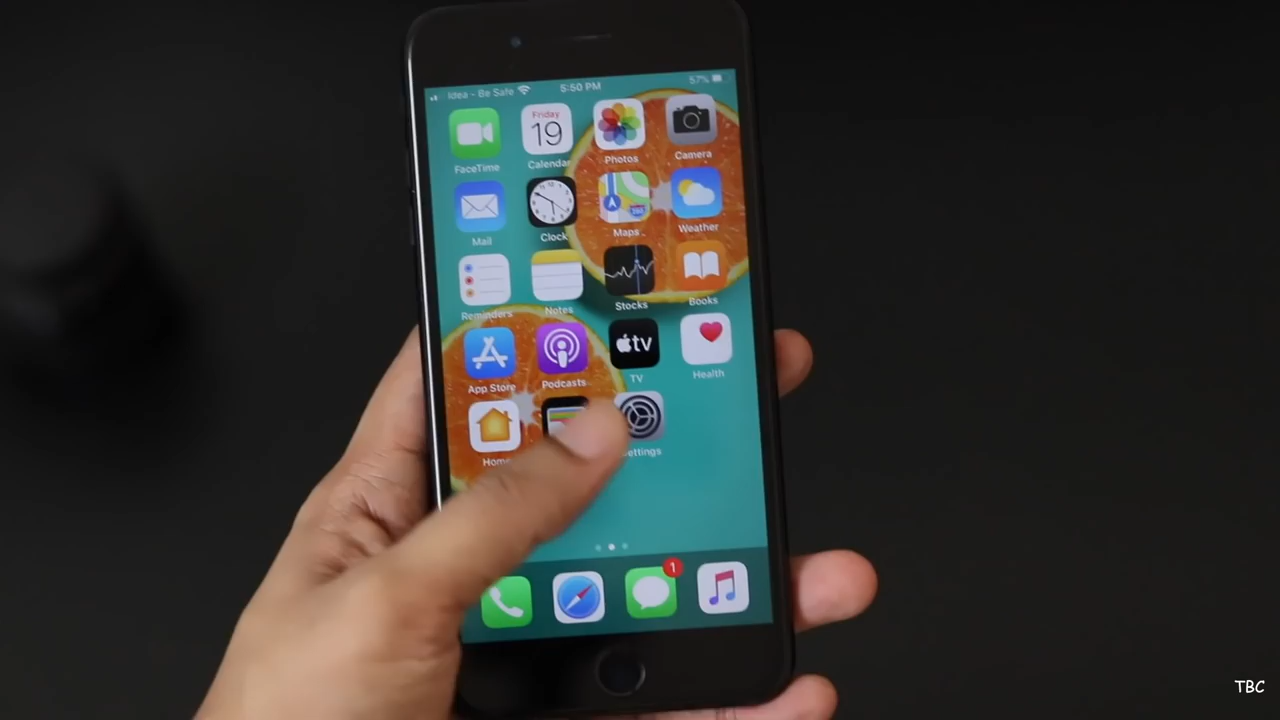 Idea - Be Safe 5:50 PM 57%
Friday
19
FaceTime Calendar Photos Camera
280
Mail Clock Maps Weather
Reminders Notes Stocks Books
tv
App Store Podcasts TV Health
Home Settings
1
TBC